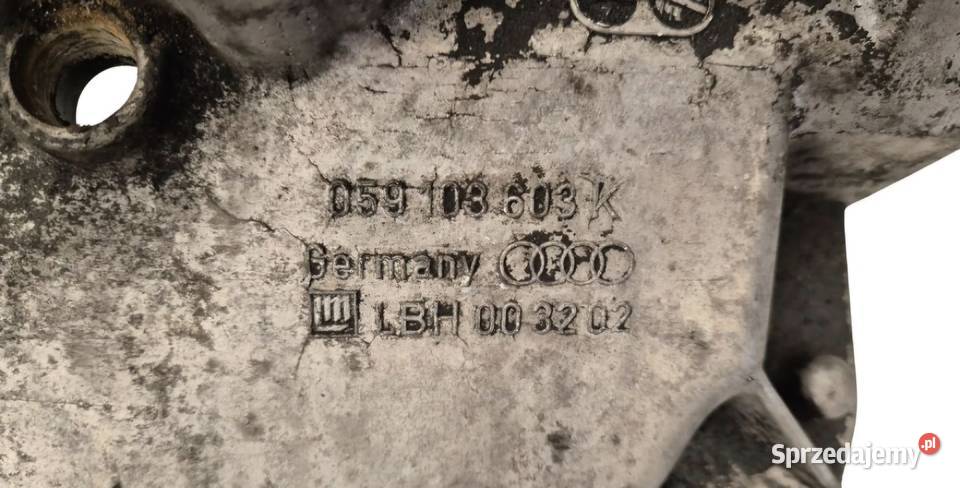 059 103 603 K
Germany
LBH 00 32 02
Sprzedajemy.pl